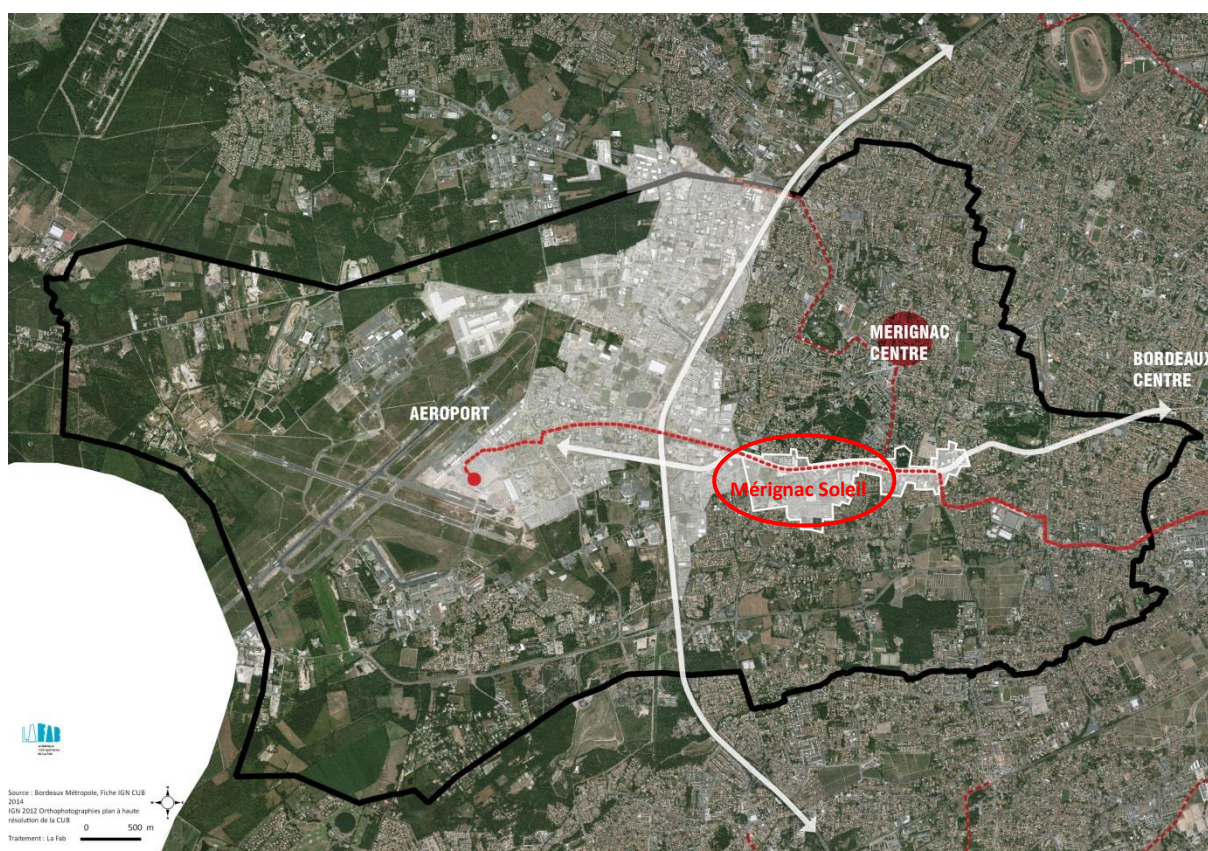 MERIGNAC
CENTRE
BORDEAUX
CENTRE
AEROPORT
Mérignac Soleil
LAFAB
Source : Bordeaux Métropole, Fiche IGN CUB
2014
IGN 2012 Orthophotographies plan à haute
résolution de la CUB
0 500 m
Traitement : La Fab